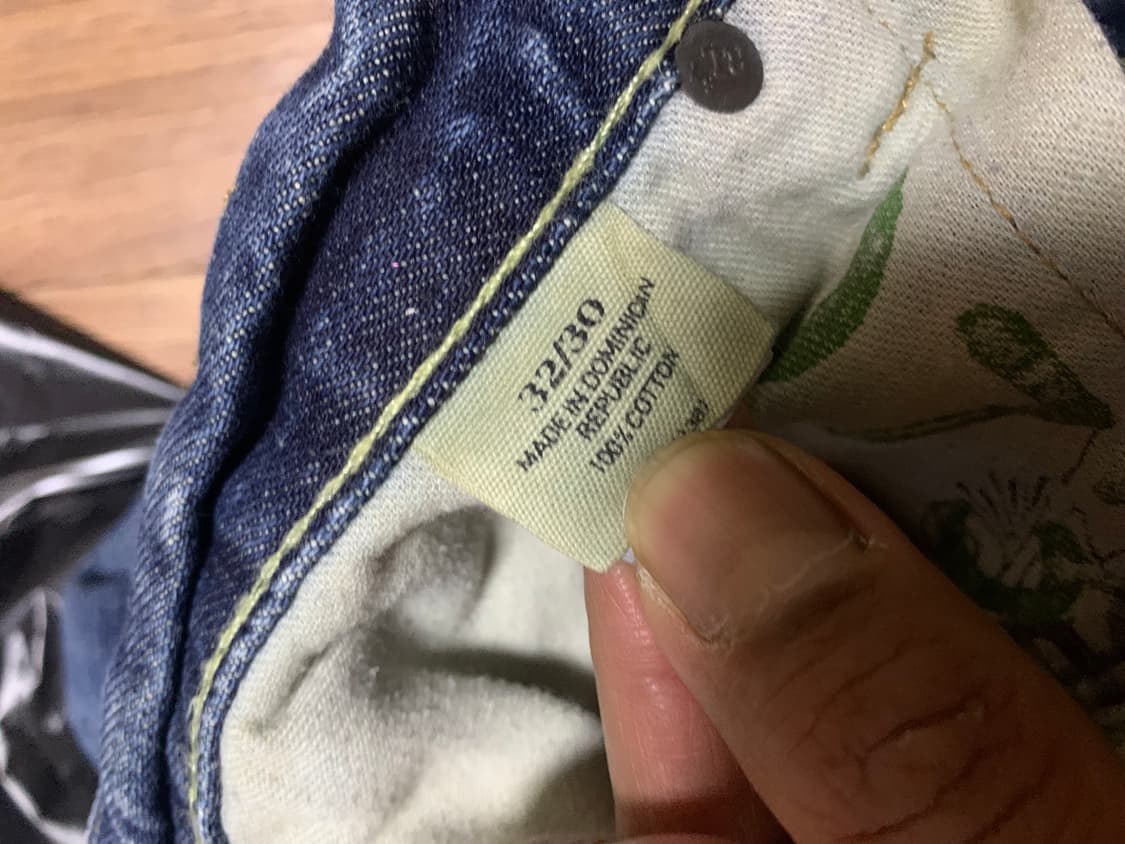 32/30
MADE IN DOMINICAN
REPUBLIC
100% COTTON